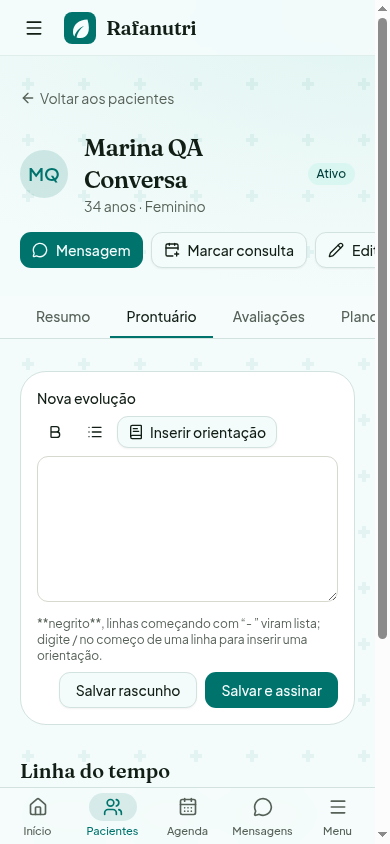 Rafanutri
Voltar aos pacientes
MQ
Marina QA
Conversa
34 anos · Feminino
Ativo
Mensagem
Marcar consulta
Edit
Resumo
Prontuário
Avaliações
Plano
Nova evolução
B
Inserir orientação
**negrito**, linhas começando com “- ” viram lista;
digite / no começo de uma linha para inserir uma
orientação.
Salvar rascunho
Salvar e assinar
Linha do tempo
Início
Pacientes
Agenda
Mensagens
Menu